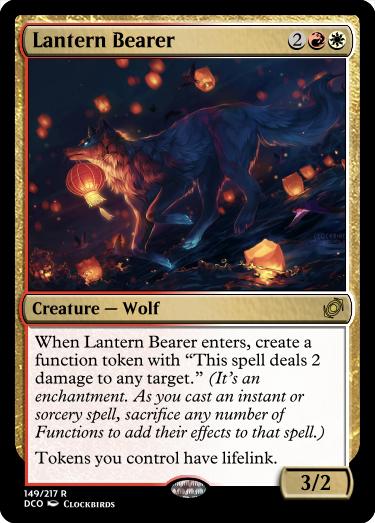 Lantern Bearer 2
Creature — Wolf
When Lantern Bearer enters, create a
function token with “This spell deals 2
damage to any target.” (It’s an
enchantment. As you cast an instant or
sorcery spell, sacrifice any number of
Functions to add their effects to that spell.)
Tokens you control have lifelink.
3/2
149/217 R
DCO Clockbirds